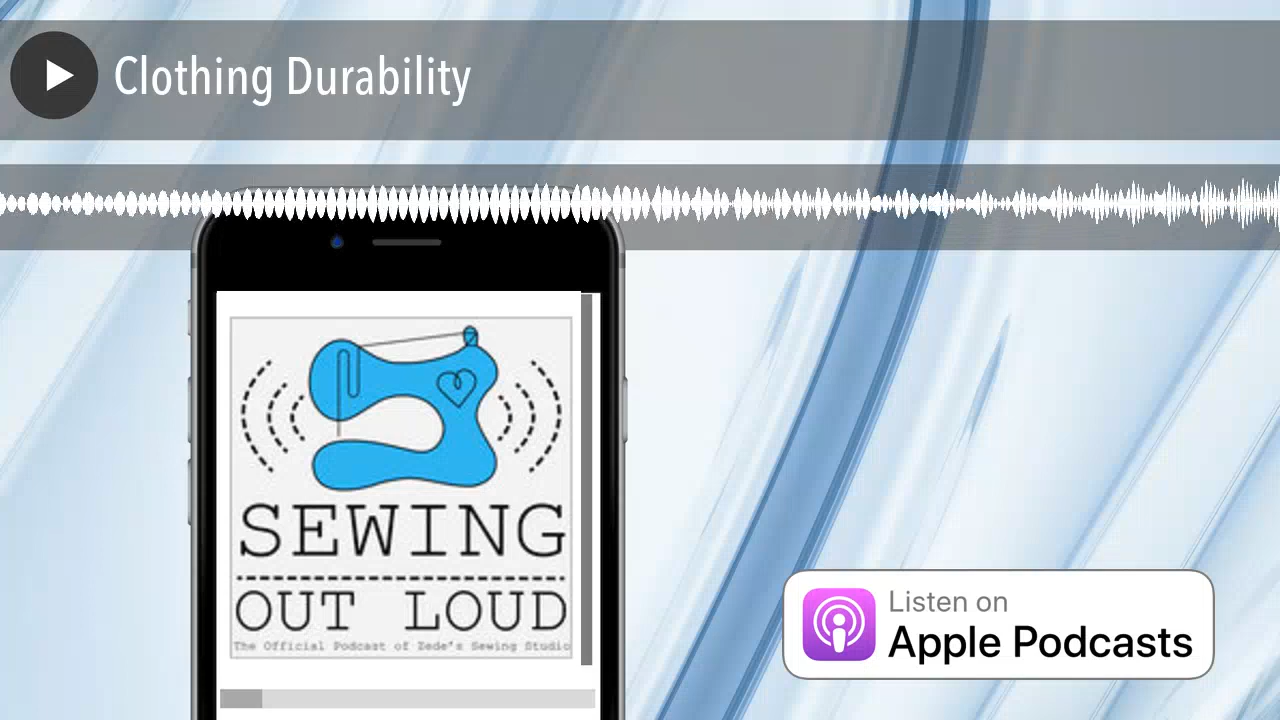 Clothing Durability
SEWING
OUT LOUD
The Official Podcast of Zede's Sewing Studio
Listen on
Apple Podcasts